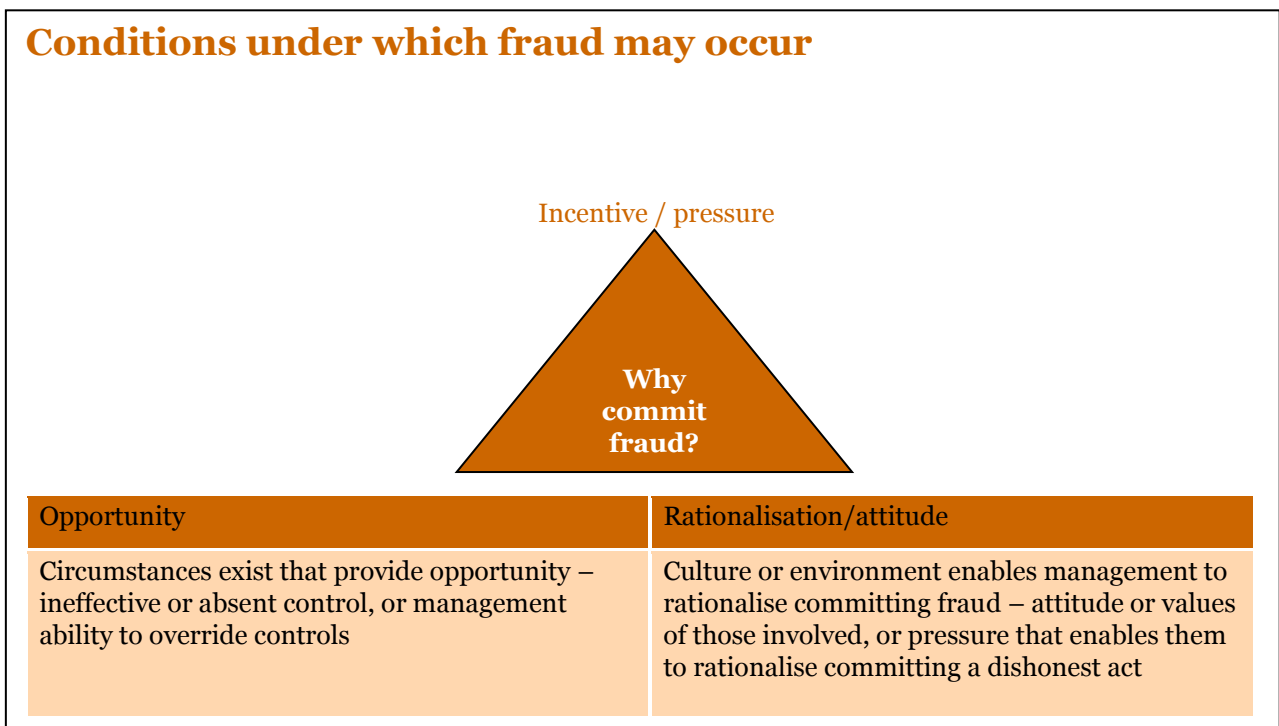 Conditions under which fraud may occur
Incentive / pressure
Why
commit
fraud?
Opportunity
Rationalisation/attitude
Circumstances exist that provide opportunity –
ineffective or absent control, or management
ability to override controls
Culture or environment enables management to
rationalise committing fraud – attitude or values
of those involved, or pressure that enables them
to rationalise committing a dishonest act